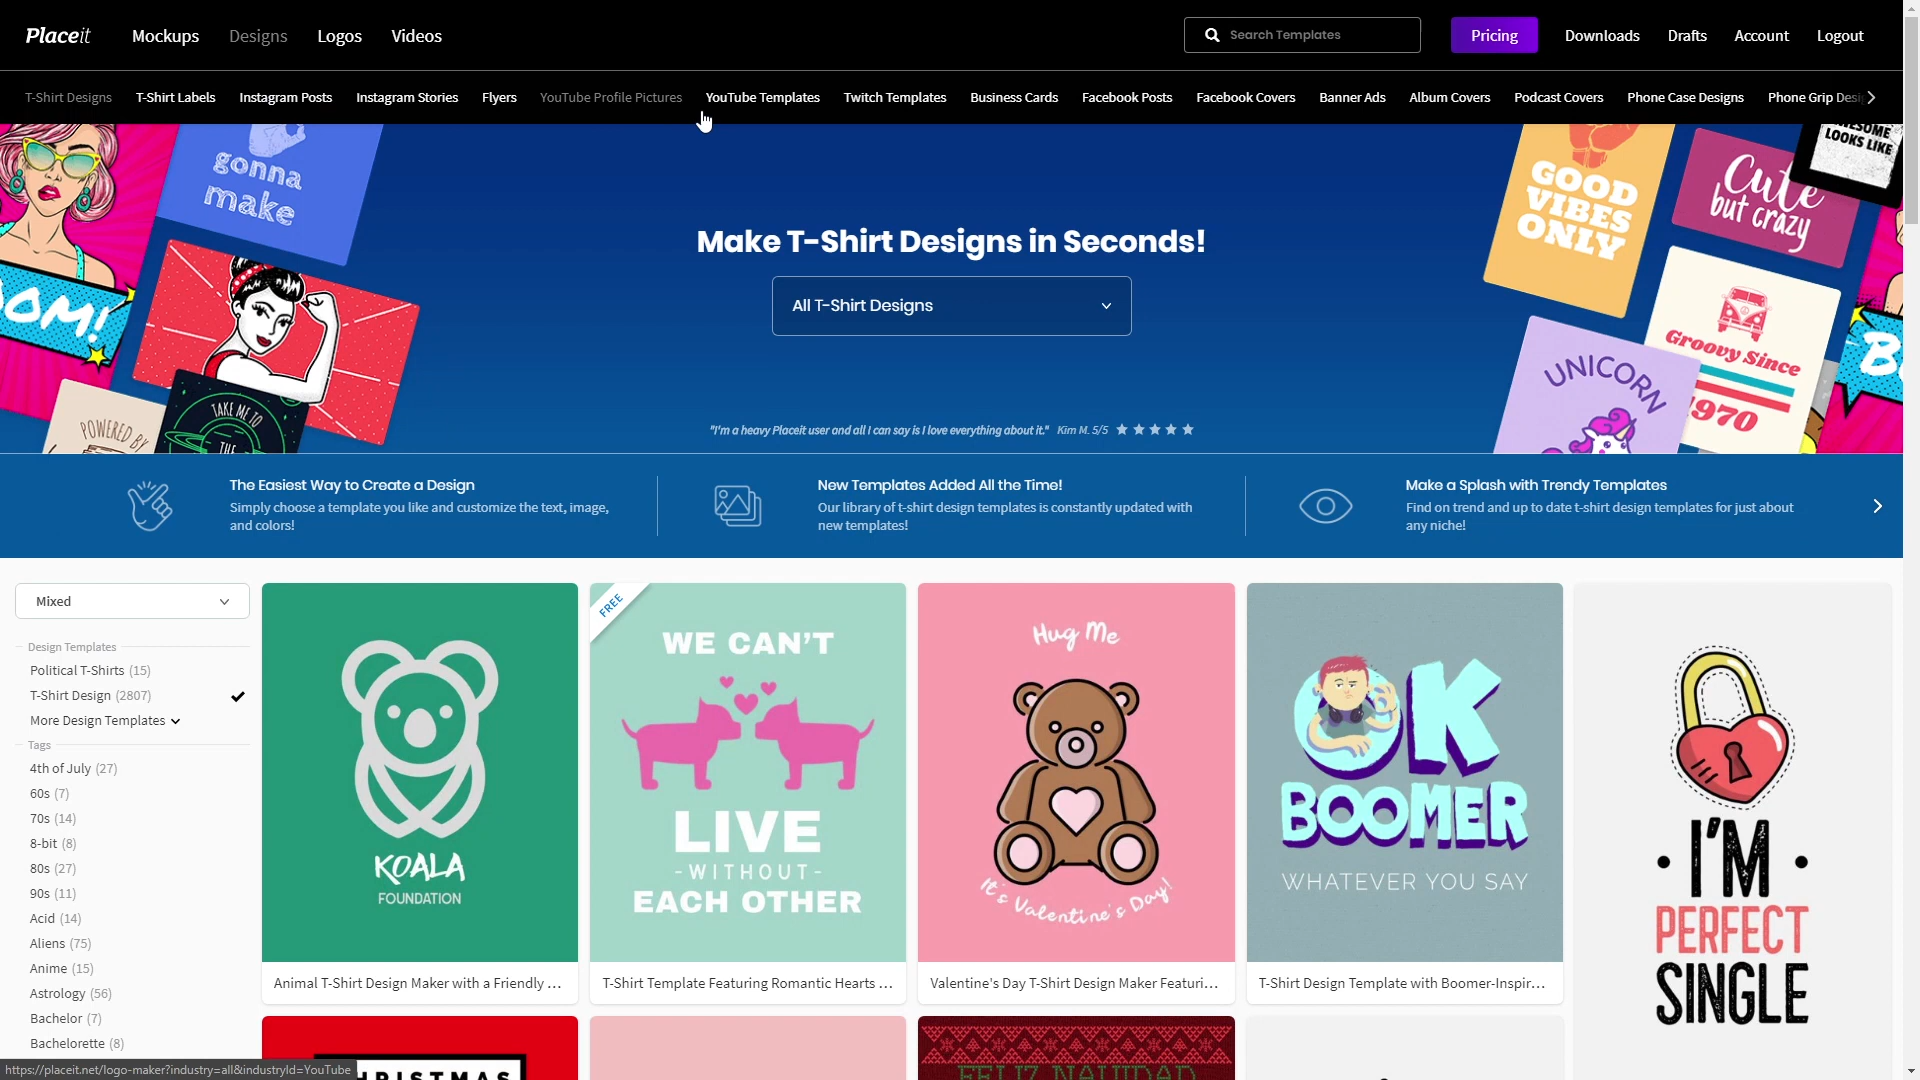 Placeit
Mockups
Designs
Logos
Videos
Search Templates
Pricing
Downloads
Drafts
Account
Logout
T-Shirt Designs
T-Shirt Labels
Instagram Posts
Instagram Stories
Flyers
YouTube Profile Pictures
YouTube Templates
Twitch Templates
Business Cards
Facebook Posts
Facebook Covers
Banner Ads
Album Covers
Podcast Covers
Phone Case Designs
Phone Grip Desi
gonna
make
OM!
POWERED BY
TAKE ME TO
THE
Make T-Shirt Designs in Seconds!
All T-Shirt Designs
"I'm a heavy Placeit user and all I can say is I love everything about it." Kim M. 5/5
GOOD
VIBES
ONLY
Cute
but crazy
LOOKS LIKE
UNICORN
Groovy Since
1970
B
The Easiest Way to Create a Design
Simply choose a template you like and customize the text, image,
and colors!
New Templates Added All the Time!
Our library of t-shirt design templates is constantly updated with
new templates!
Make a Splash with Trendy Templates
Find on trend and up to date t-shirt design templates for just about
any niche!
Mixed
Design Templates
Political T-Shirts (15)
T-Shirt Design (2807)
More Design Templates
Tags
4th of July (27)
60s (7)
70s (14)
8-bit (8)
80s (27)
90s (11)
Acid (14)
Aliens (75)
Anime (15)
Astrology (56)
Bachelor (7)
Bachelorette (8)
KOALA
FOUNDATION
Animal T-Shirt Design Maker with a Friendly ...
FREE
WE CAN'T
LIVE
-WITHOUT-
EACH OTHER
T-Shirt Template Featuring Romantic Hearts ...
Hug Me
It's Valentine's Day!
Valentine's Day T-Shirt Design Maker Featuri...
OK
BOOMER
WHATEVER YOU SAY
T-Shirt Design Template with Boomer-Inspir...
• I'M •
PERFECT
SINGLE
HRISTMAS
FELIZ NAVIDAD
https://placeit.net/logo-maker?industry=all&industryId=YouTube